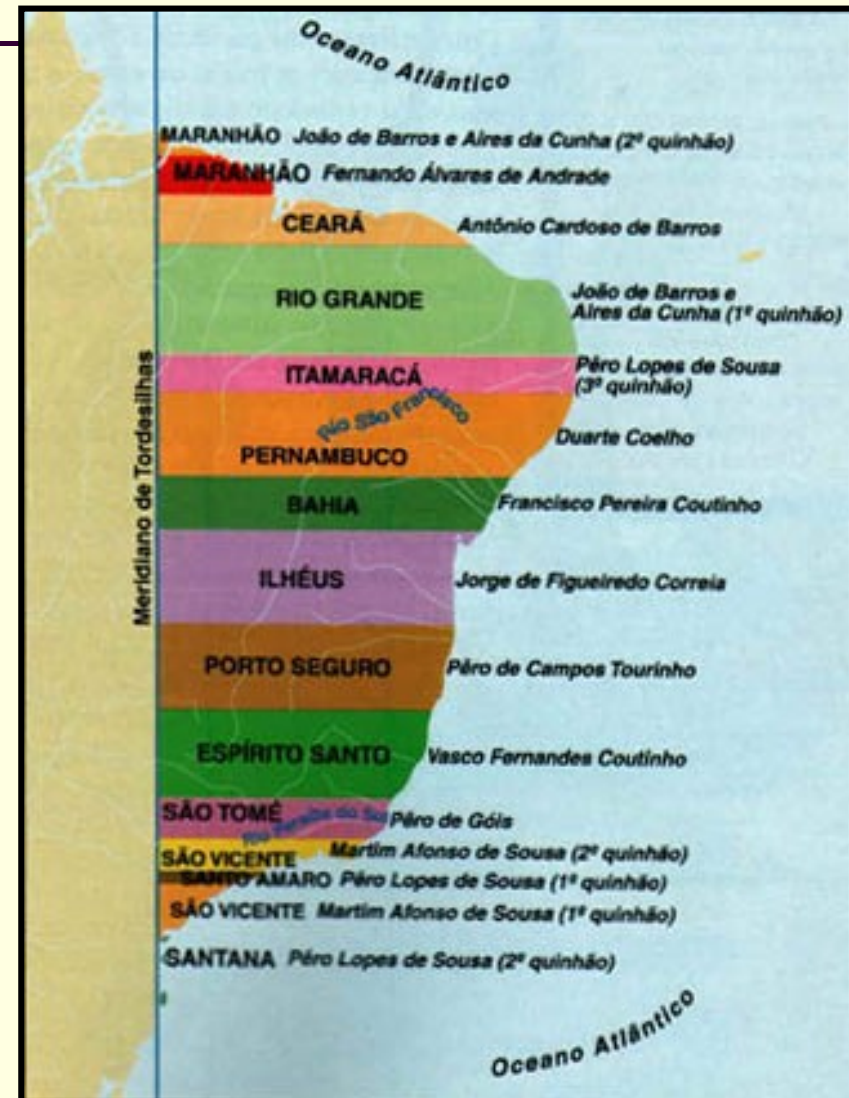 Oceano Atlântico
MARANHÃO João de Barros e Aires da Cunha (2º quinhão)
MARANHÃO Fernando Álvares de Andrade
CEARÁ Antônio Cardoso de Barros
RIO GRANDE João de Barros e
Aires da Cunha (1º quinhão)
ITAMARACÁ Pêro Lopes de Sousa
(3º quinhão)
Rio São Francisco
PERNAMBUCO Duarte Coelho
BAHIA Francisco Pereira Coutinho
Meridiano de Tordesilhas
ILHÉUS Jorge de Figueiredo Correia
PORTO SEGURO Pêro de Campos Tourinho
ESPÍRITO SANTO Vasco Fernandes Coutinho
SÃO TOMÉ Pêro de Góis
Rio Paraíba do Sul
SÃO VICENTE Martim Afonso de Sousa (2º quinhão)
SANTO AMARO Pêro Lopes de Sousa (1º quinhão)
SÃO VICENTE Martim Afonso de Sousa (1º quinhão)
SANTANA Pêro Lopes de Sousa (2º quinhão)
Oceano Atlântico